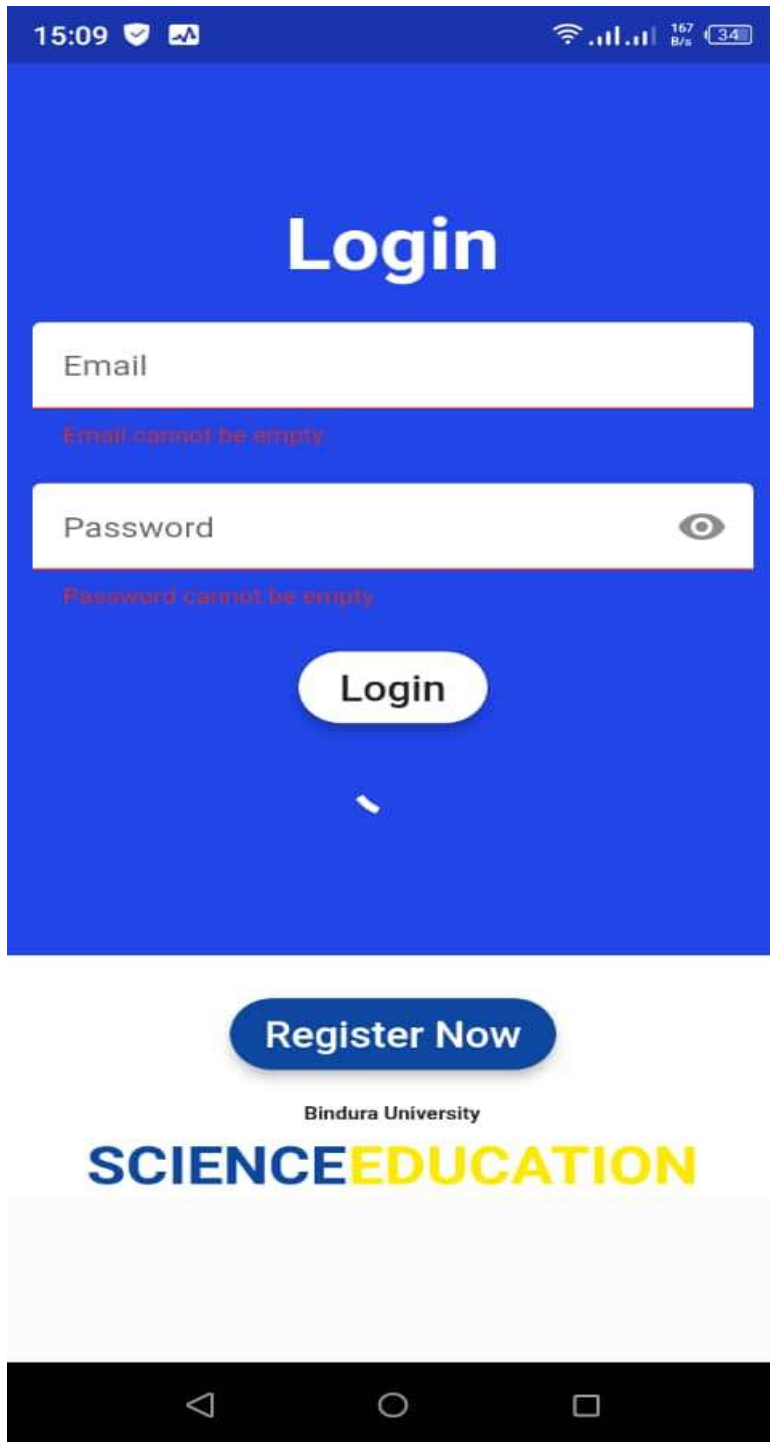 15:09 167 B/s 34
Login
Email
Email cannot be empty
Password
Password cannot be empty
Login
Register Now
Bindura University
SCIENCEEDUCATION